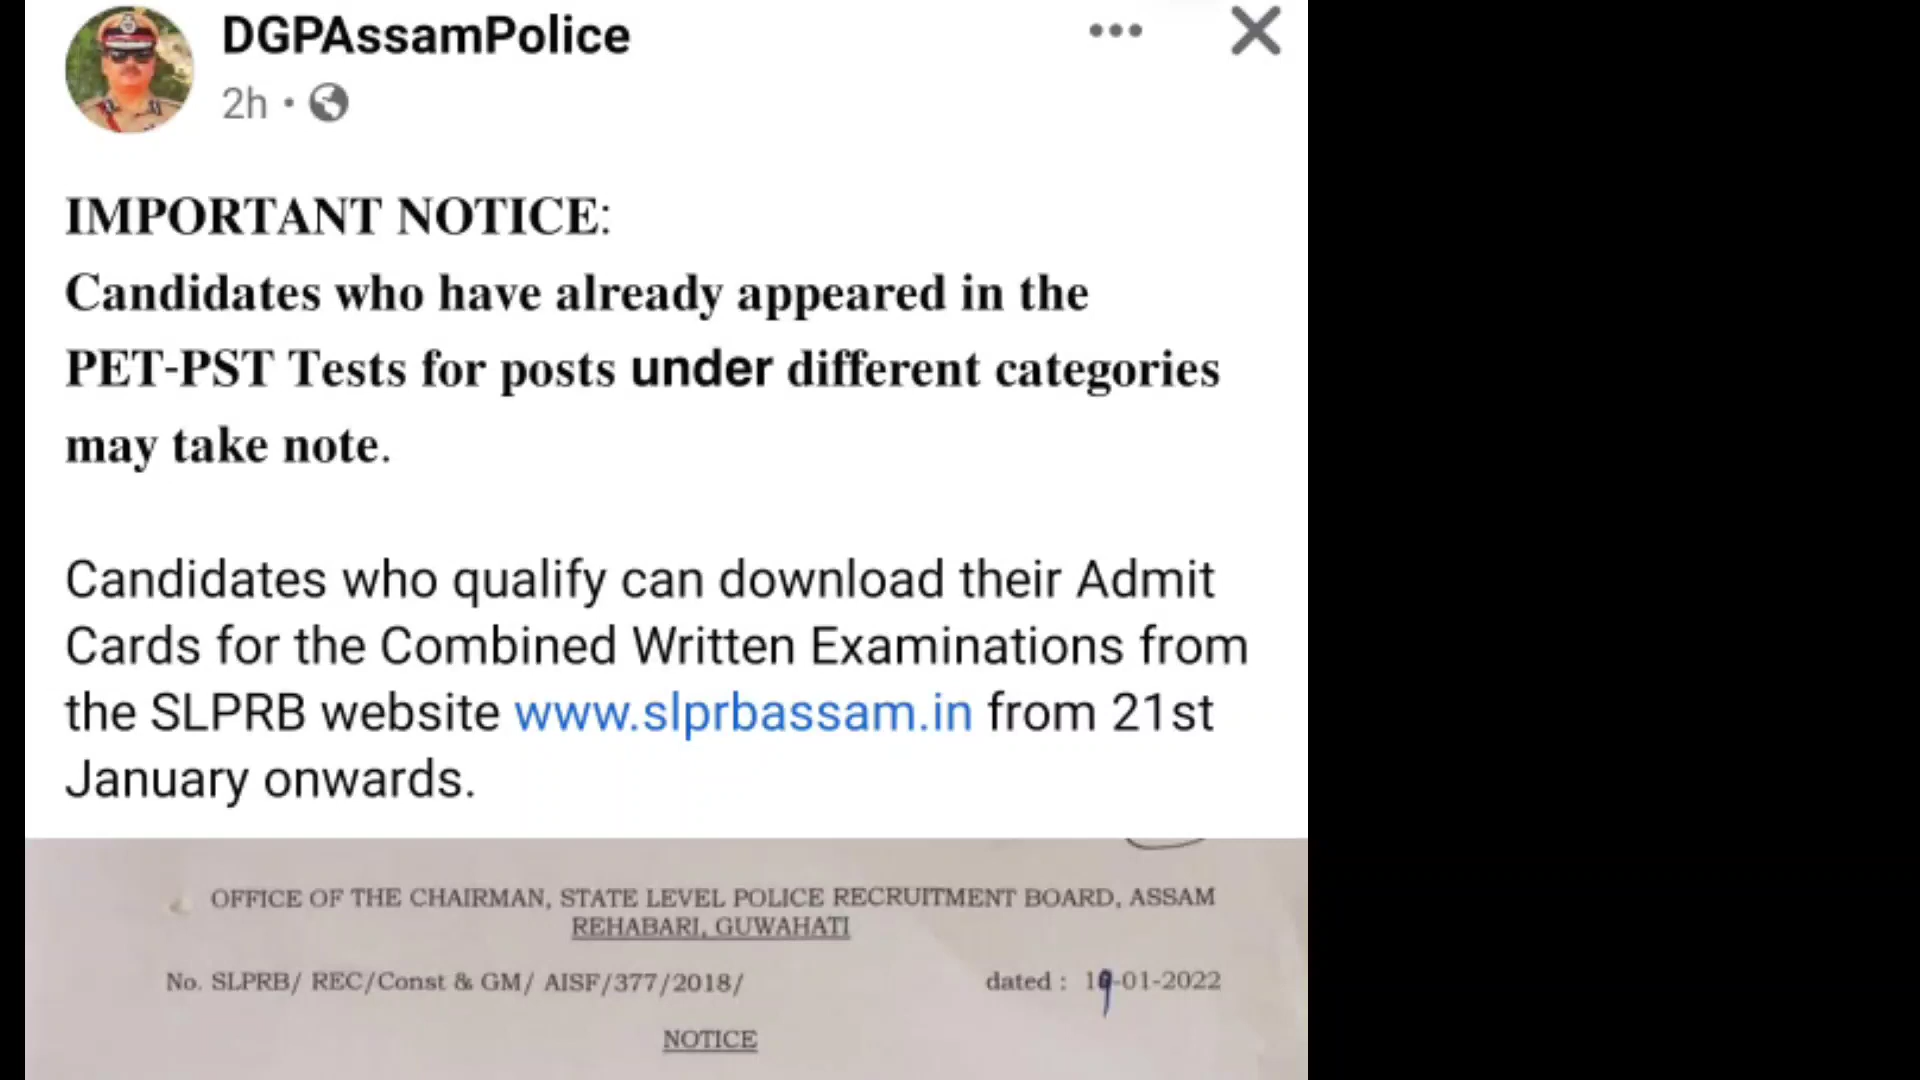 DGPAssamPolice
2h •
IMPORTANT NOTICE:
Candidates who have already appeared in the
PET-PST Tests for posts under different categories
may take note.
Candidates who qualify can download their Admit
Cards for the Combined Written Examinations from
the SLPRB website www.slprbassam.in from 21st
January onwards.
OFFICE OF THE CHAIRMAN, STATE LEVEL POLICE RECRUITMENT BOARD, ASSAM
REHABARI, GUWAHATI
No. SLPRB/ REC/Const & GM/ AISF/377/2018/ dated : 19-01-2022
NOTICE